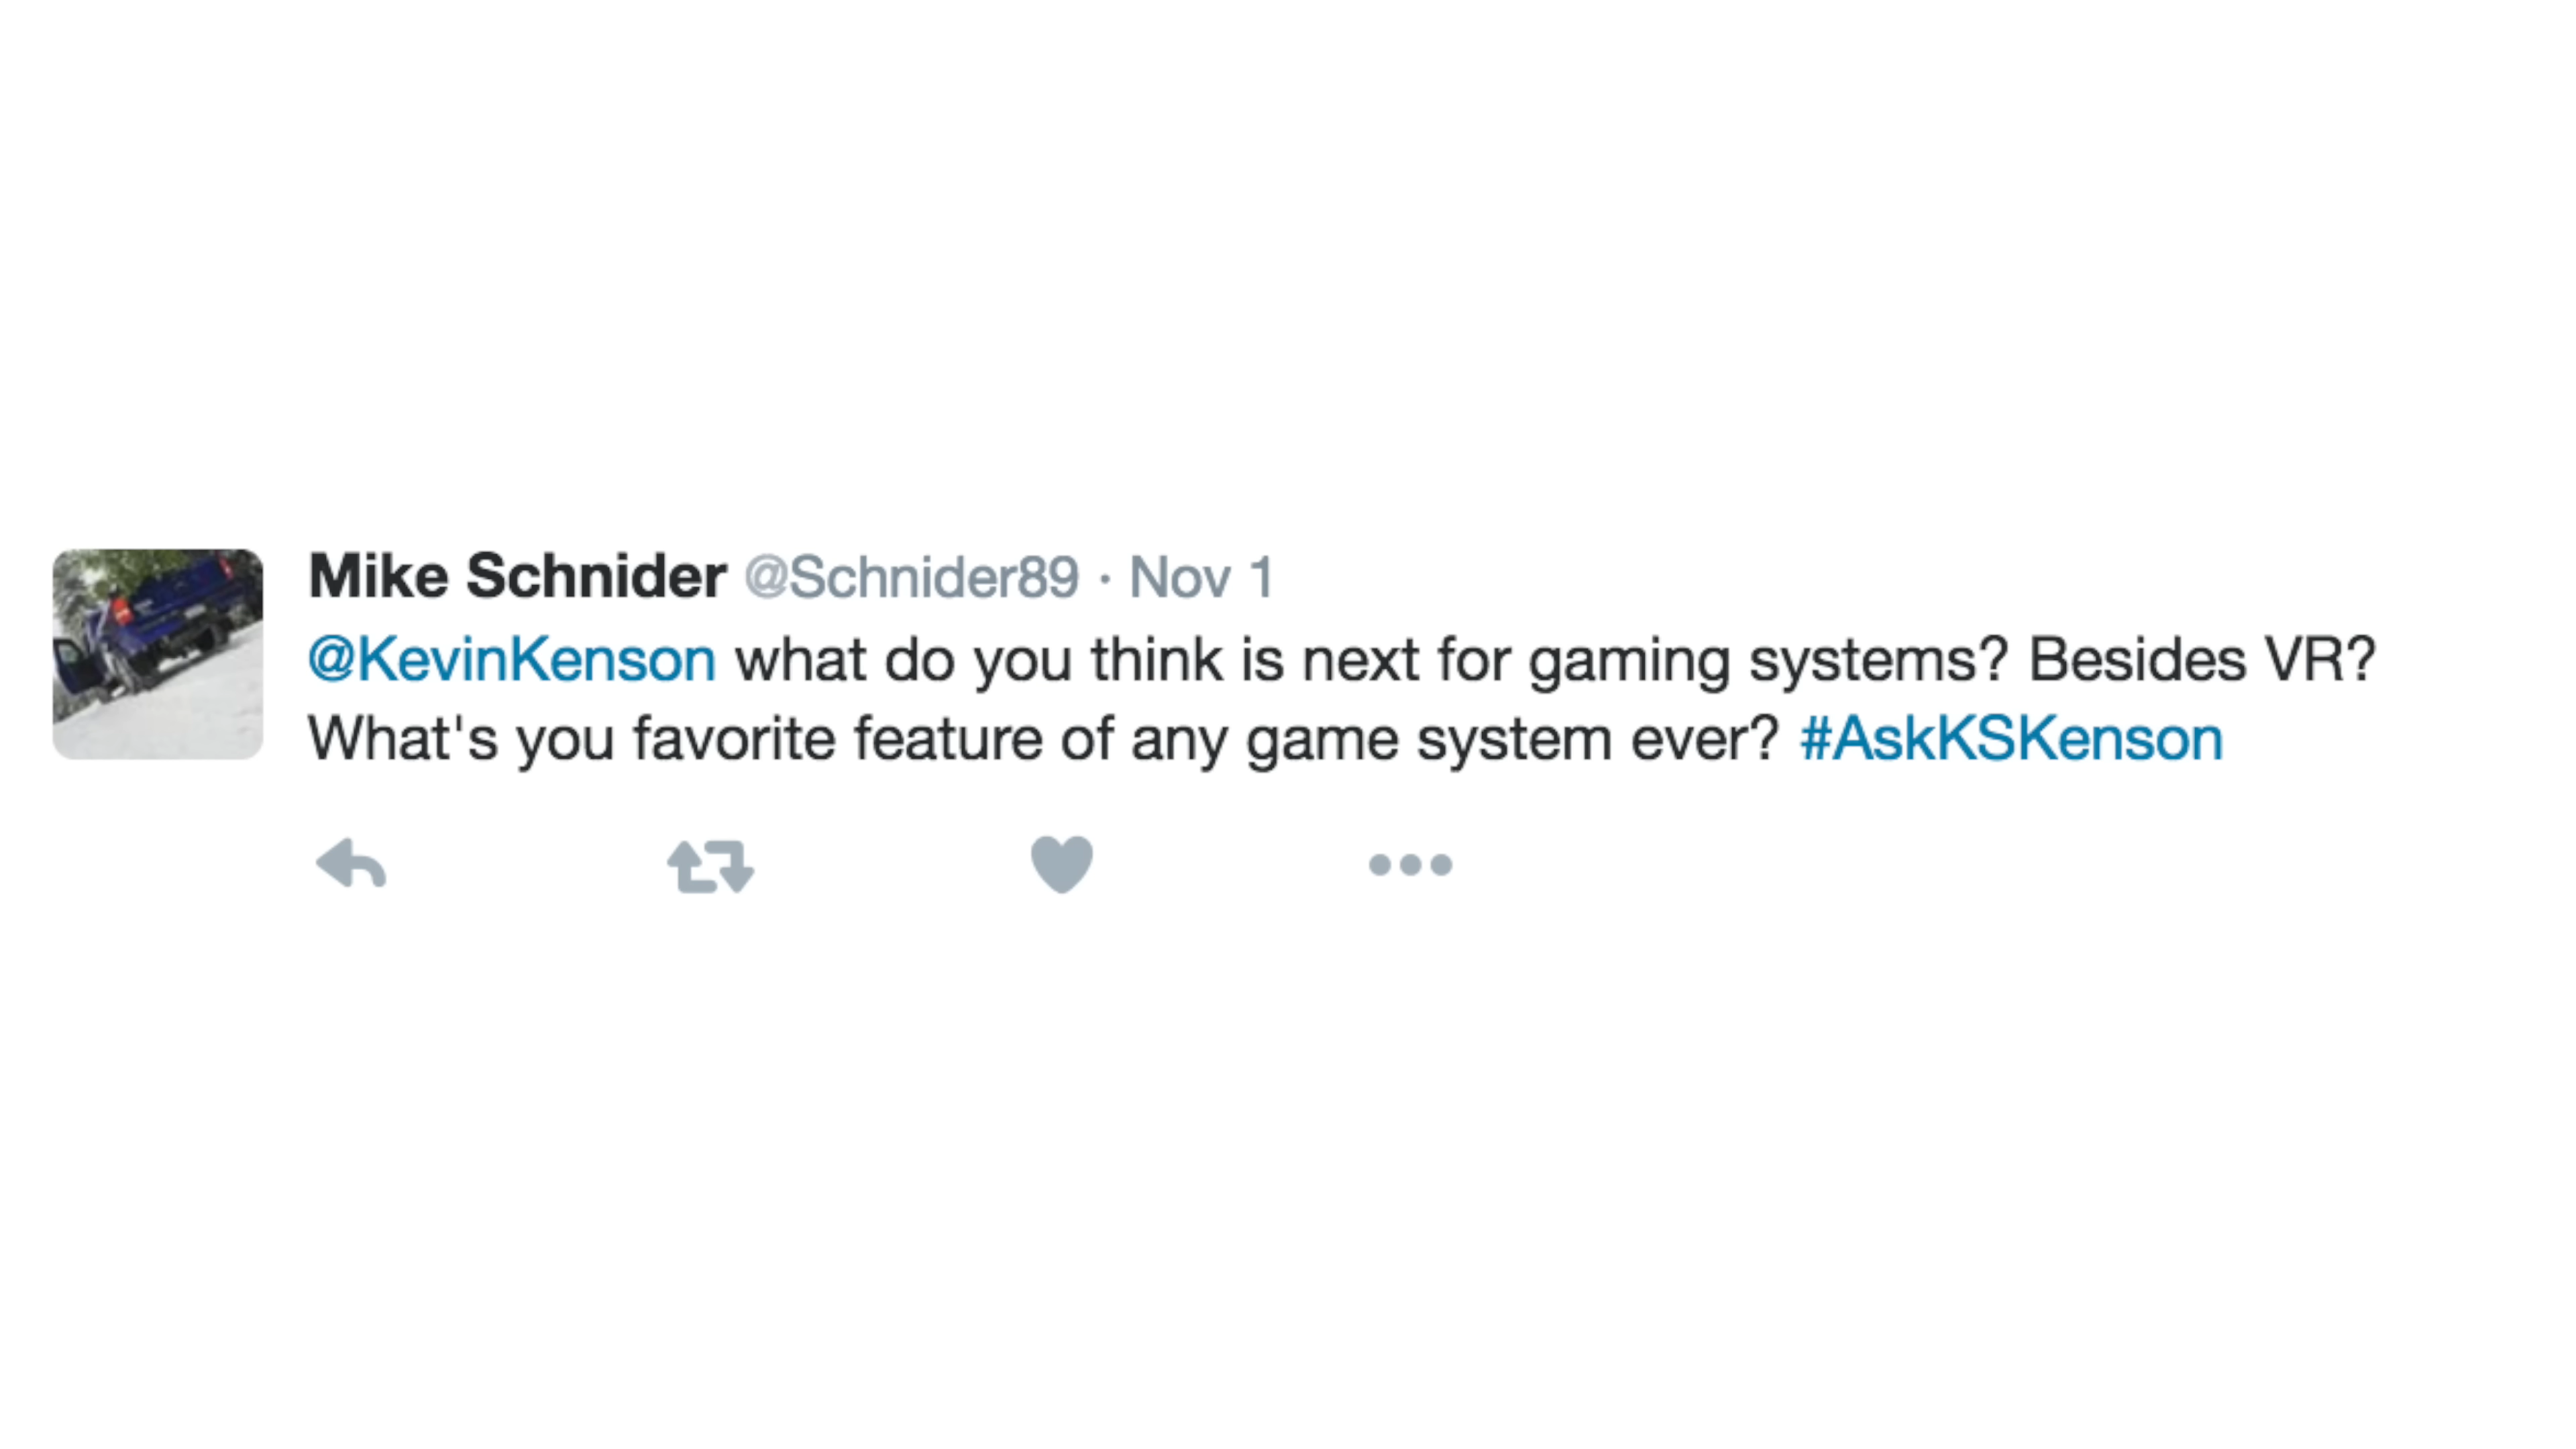 Mike Schnider @Schnider89 · Nov 1
@KevinKenson what do you think is next for gaming systems? Besides VR?
What's you favorite feature of any game system ever? #AskKSKenson